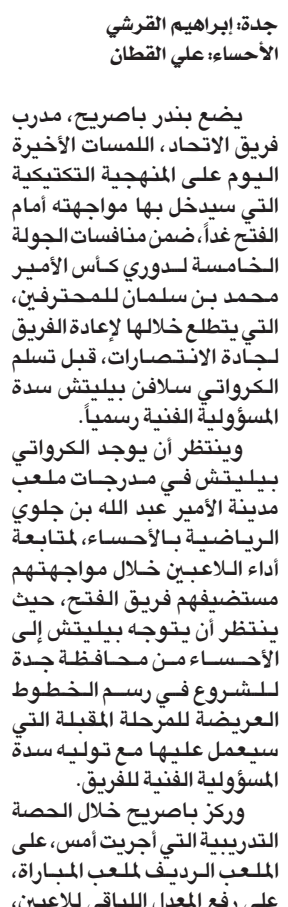 جدة: إبراهيم القرشي
الأحساء: علي القطان
يضع بندر باصريح، مدرب
فريق الاتحاد، اللمسات الأخيرة
اليوم على المنهجية التكتيكية
التي سيدخل بها مواجهته أمام
الفتح غداً، ضمن منافسات الجولة
الخامسة لدوري كأس الأمير
محمد بن سلمان للمحترفين،
التي يتطلع خلالها لإعادة الفريق
لجادة الانتصارات، قبل تسلم
الكرواتي سلافن بيليتش سدة
المسؤولية الفنية رسمياً.
وينتظر أن يوجد الكرواتي
بيليتش في مدرجات ملعب
مدينة الأمير عبد الله بن جلوي
الرياضية بالأحساء، لمتابعة
أداء اللاعبين خلال مواجهتهم
مستضيفهم فريق الفتح، حيث
ينتظر أن يتوجه بيليتش إلى
الأحساء من محافظة جدة
للشروع في رسم الخطوط
العريضة للمرحلة المقبلة التي
سيعمل عليها مع توليه سدة
المسؤولية الفنية للفريق.
وركز باصريح خلال الحصة
التدريبية التي أجريت أمس، على
الملعب الرديف لملعب المباراة،
على رفع المعدل اللياقي للاعبين،